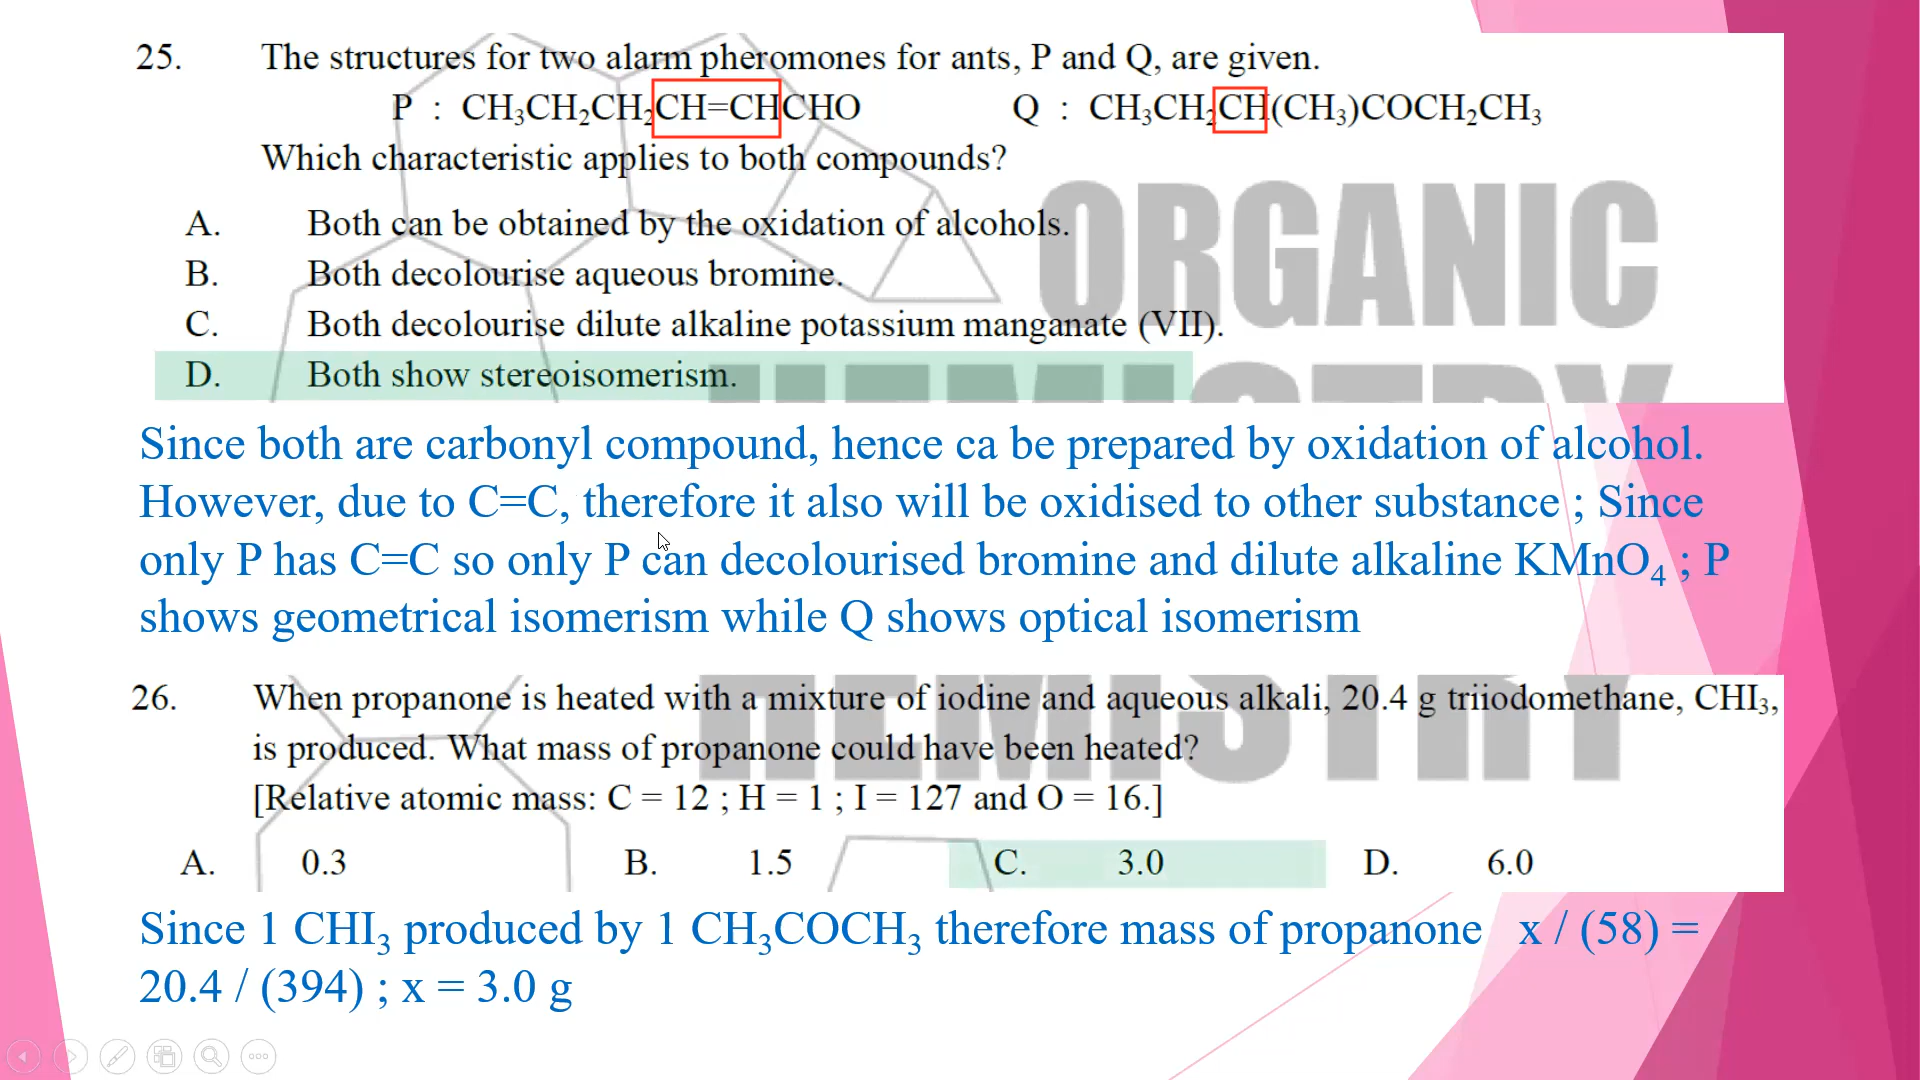 25. The structures for two alarm pheromones for ants, P and Q, are given.
P : CH₃CH₂CH₂CH=CHCHO Q : CH₃CH₂CH(CH₃)COCH₂CH₃
Which characteristic applies to both compounds?
A. Both can be obtained by the oxidation of alcohols.
B. Both decolourise aqueous bromine.
C. Both decolourise dilute alkaline potassium manganate (VII).
D. Both show stereoisomerism.
ORGANIC
HEMISTRY
Since both are carbonyl compound, hence ca be prepared by oxidation of alcohol.
However, due to C=C, therefore it also will be oxidised to other substance ; Since
only P has C=C so only P can decolourised bromine and dilute alkaline KMnO₄ ; P
shows geometrical isomerism while Q shows optical isomerism
26. When propanone is heated with a mixture of iodine and aqueous alkali, 20.4 g triiodomethane, CHI₃,
is produced. What mass of propanone could have been heated?
[Relative atomic mass: C = 12 ; H = 1 ; I = 127 and O = 16.]
HEMISTRY
A. 0.3 B. 1.5 C. 3.0 D. 6.0
Since 1 CHI₃ produced by 1 CH₃COCH₃ therefore mass of propanone x / (58) =
20.4 / (394) ; x = 3.0 g